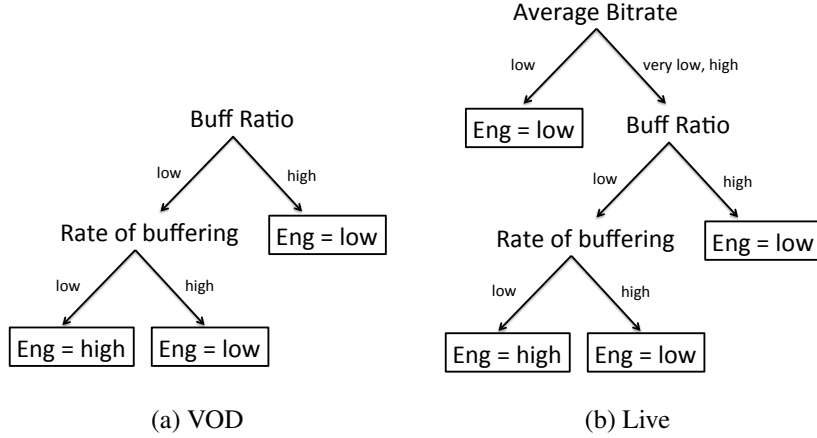 Buff Ratio
low
high
Rate of buffering
Eng = low
low
high
Eng = high
Eng = low
(a) VOD
Average Bitrate
low
very low, high
Eng = low
Buff Ratio
low
high
Rate of buffering
Eng = low
low
high
Eng = high
Eng = low
(b) Live